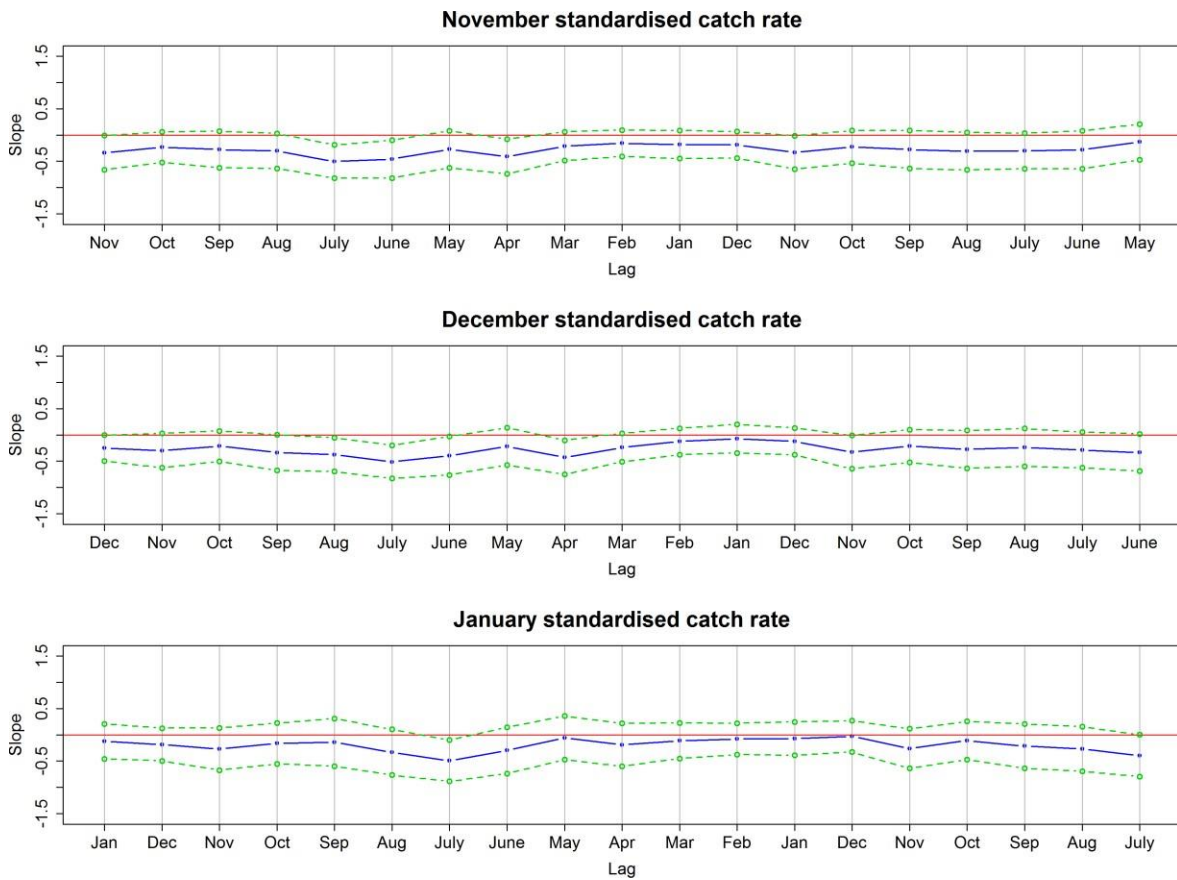 November standardised catch rate
1.5
0.5
-0.5
-1.5
Slope
Nov Oct Sep Aug July June May Apr Mar Feb Jan Dec Nov Oct Sep Aug July June May
Lag
December standardised catch rate
1.5
0.5
-0.5
-1.5
Slope
Dec Nov Oct Sep Aug July June May Apr Mar Feb Jan Dec Nov Oct Sep Aug July June
Lag
January standardised catch rate
1.5
0.5
-0.5
-1.5
Slope
Jan Dec Nov Oct Sep Aug July June May Apr Mar Feb Jan Dec Nov Oct Sep Aug July
Lag